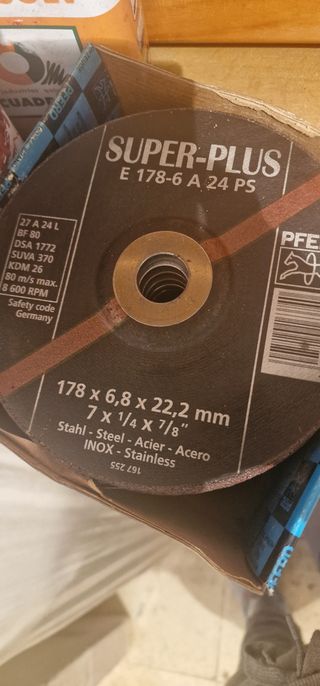 CUADE
PFERD
SUPER-PLUS
E 178-6 A 24 PS
27 A 24 L
BF 80
DSA 1772
SUVA 370
KDM 26
80 m/s max.
8 600 RPM
Safety code
Germany
PFE
178 x 6,8 x 22,2 mm
7 x 1/4 x 7/8"
Stahl - Steel - Acier - Acero
INOX - Stainless
167 255